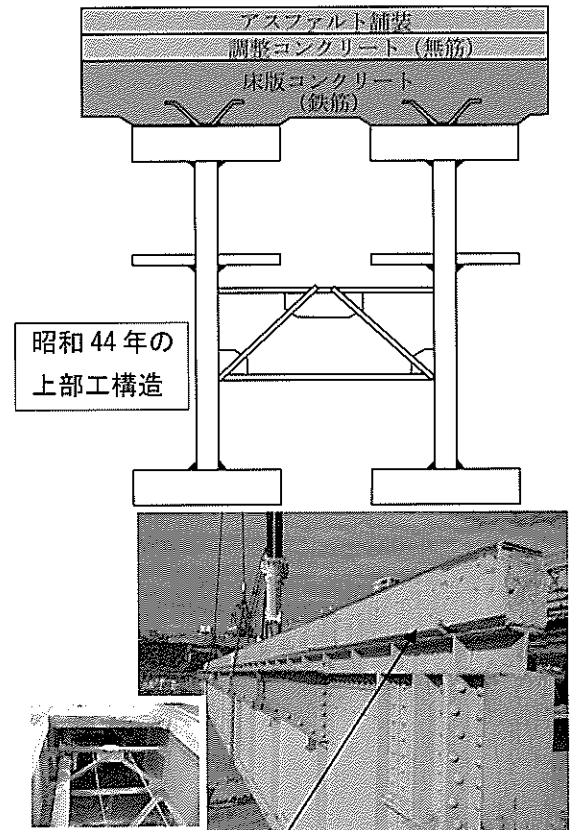 アスファルト舗装
調整コンクリート（無筋）
床版コンクリート
（鉄筋）
昭和44年の
上部工構造